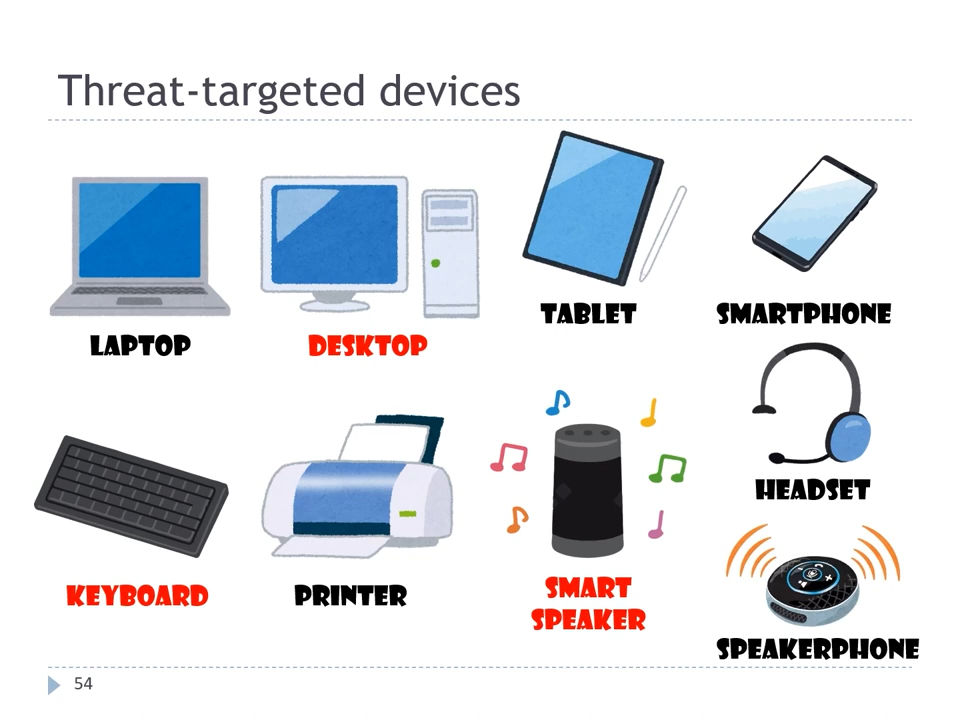 Threat-targeted devices
LAPTOP
DESKTOP
TABLET
SMARTPHONE
HEADSET
KEYBOARD
PRINTER
SMART
SPEAKER
SPEAKERPHONE
54